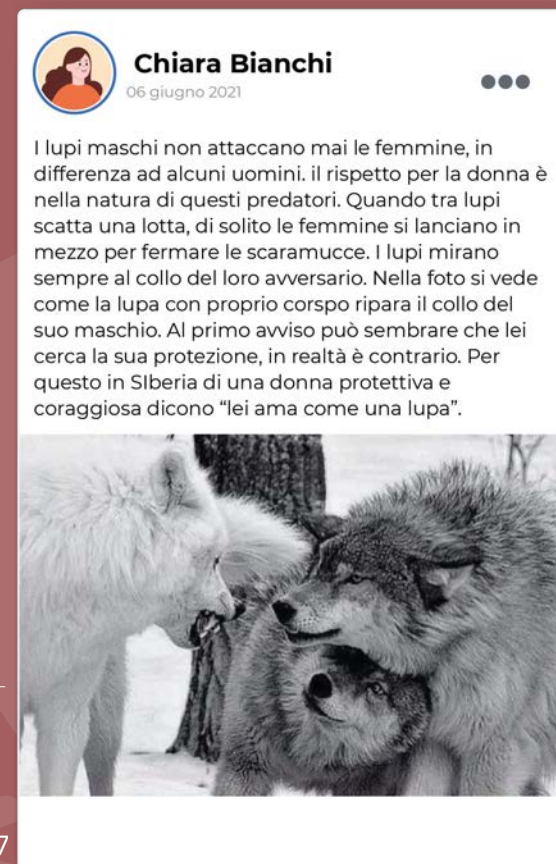 Chiara Bianchi
06 giugno 2021
I lupi maschi non attaccano mai le femmine, in
differenza ad alcuni uomini. il rispetto per la donna è
nella natura di questi predatori. Quando tra lupi
scatta una lotta, di solito le femmine si lanciano in
mezzo per fermare le scaramucce. I lupi mirano
sempre al collo del loro avversario. Nella foto si vede
come la lupa con proprio corspo ripara il collo del
suo maschio. Al primo avviso può sembrare che lei
cerca la sua protezione, in realtà è contrario. Per
questo in SIberia di una donna protettiva e
coraggiosa dicono “lei ama come una lupa”.
7